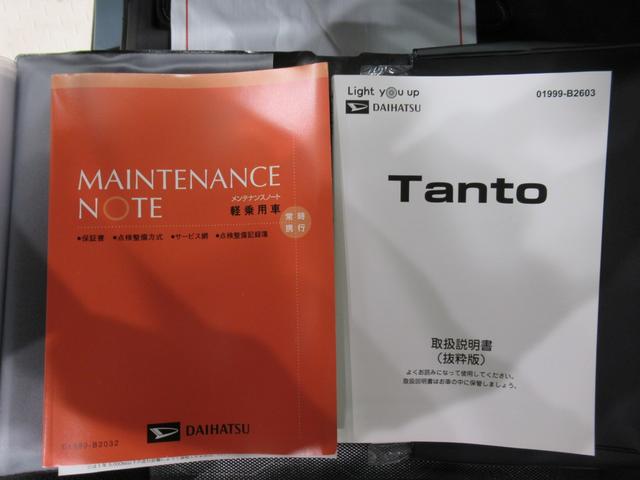 MAINTENANCE
NOTE
メンテナンスノート
軽乗用車
常時
携行
●保証書 ●点検整備方式 ●サービス網 ●点検整備記録簿
DAIHATSU
-B2032
Light you up
DAIHATSU
01999-B2603
Tanto
取扱説明書
(抜粋版)
よくお読みになって使用してください。
取扱説明書はお車の中に保管しましょう。